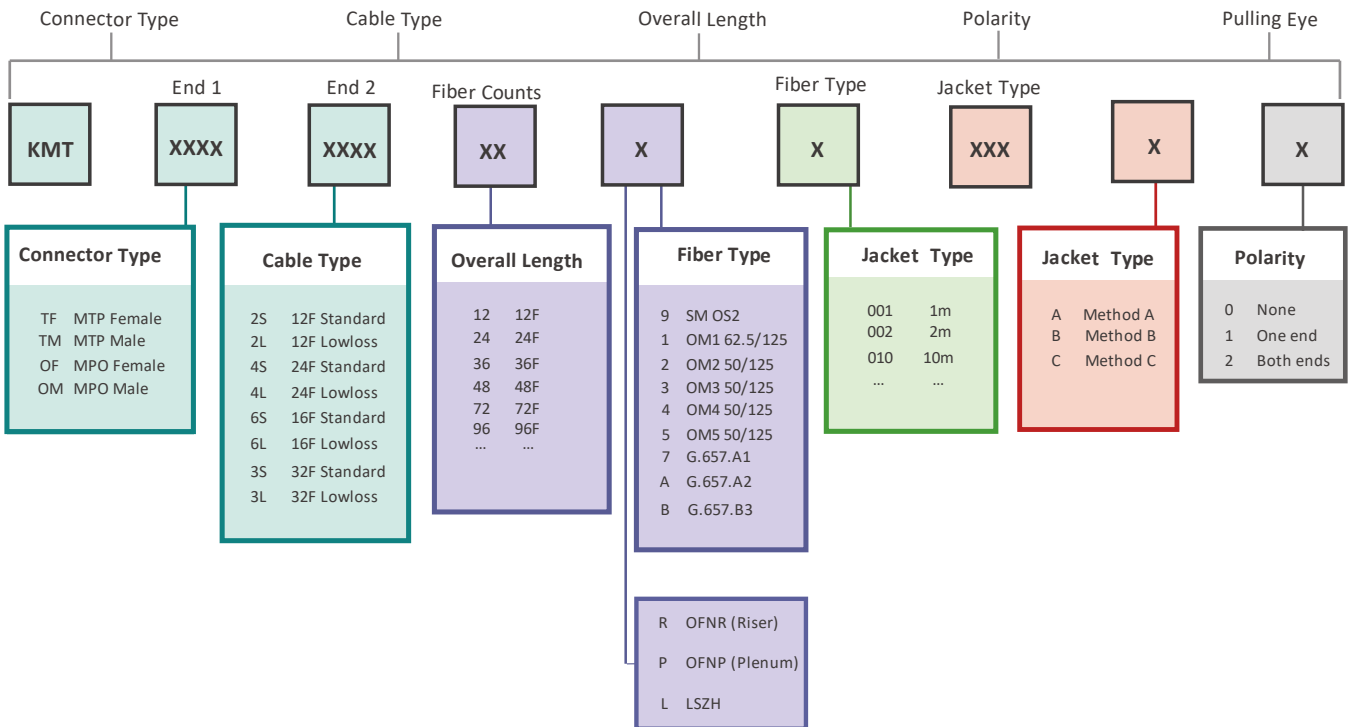 Connector Type Cable Type Overall Length Polarity Pulling Eye
End 1 End 2 Fiber Counts Fiber Type Jacket Type
KMT XXXX XXXX XX X X XXX X X
Connector Type
TF MTP Female
TM MTP Male
OF MPO Female
OM MPO Male
Cable Type
2S 12F Standard
2L 12F Lowloss
4S 24F Standard
4L 24F Lowloss
6S 16F Standard
6L 16F Lowloss
3S 32F Standard
3L 32F Lowloss
Overall Length
12 12F
24 24F
36 36F
48 48F
72 72F
96 96F
... ...
Fiber Type
9 SM OS2
1 OM1 62.5/125
2 OM2 50/125
3 OM3 50/125
4 OM4 50/125
5 OM5 50/125
7 G.657.A1
A G.657.A2
B G.657.B3
R OFNR (Riser)
P OFNP (Plenum)
L LSZH
Jacket Type
001 1m
002 2m
010 10m
... ...
Jacket Type
A Method A
B Method B
C Method C
Polarity
0 None
1 One end
2 Both ends